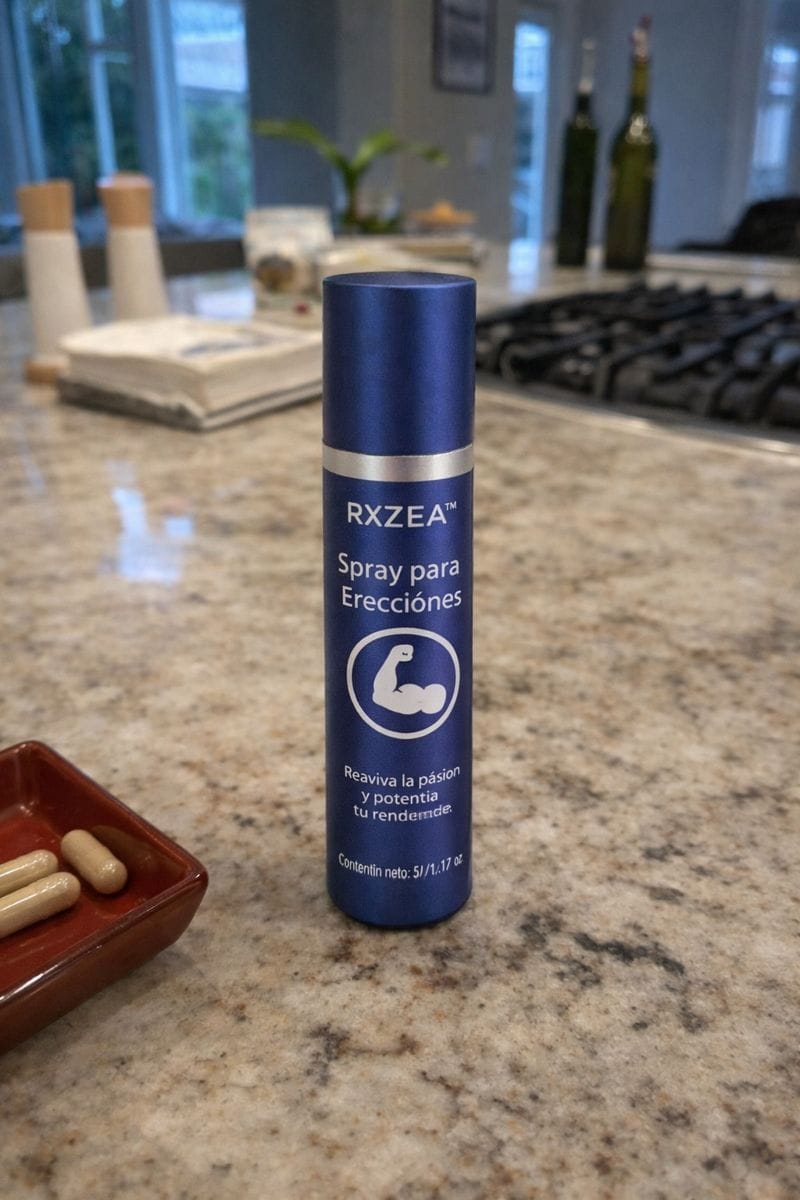 RXZEA™
Spray para
Erecciónes
Reaviva la pásion
y potentia
tu
Contentin neto: